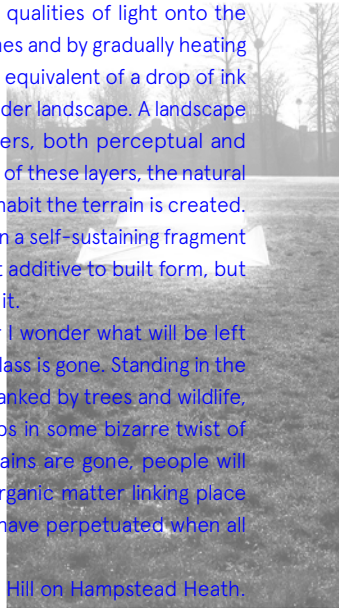 qualities of light onto the
nes and by gradually heating
equivalent of a drop of ink
der landscape. A landscape
ers, both perceptual and
of these layers, the natural
habit the terrain is created.
n a self-sustaining fragment
t additive to built form, but
it.
I wonder what will be left
lass is gone. Standing in the
anked by trees and wildlife,
ps in some bizarre twist of
ains are gone, people will
rganic matter linking place
have perpetuated when all
Hill on Hampstead Heath.